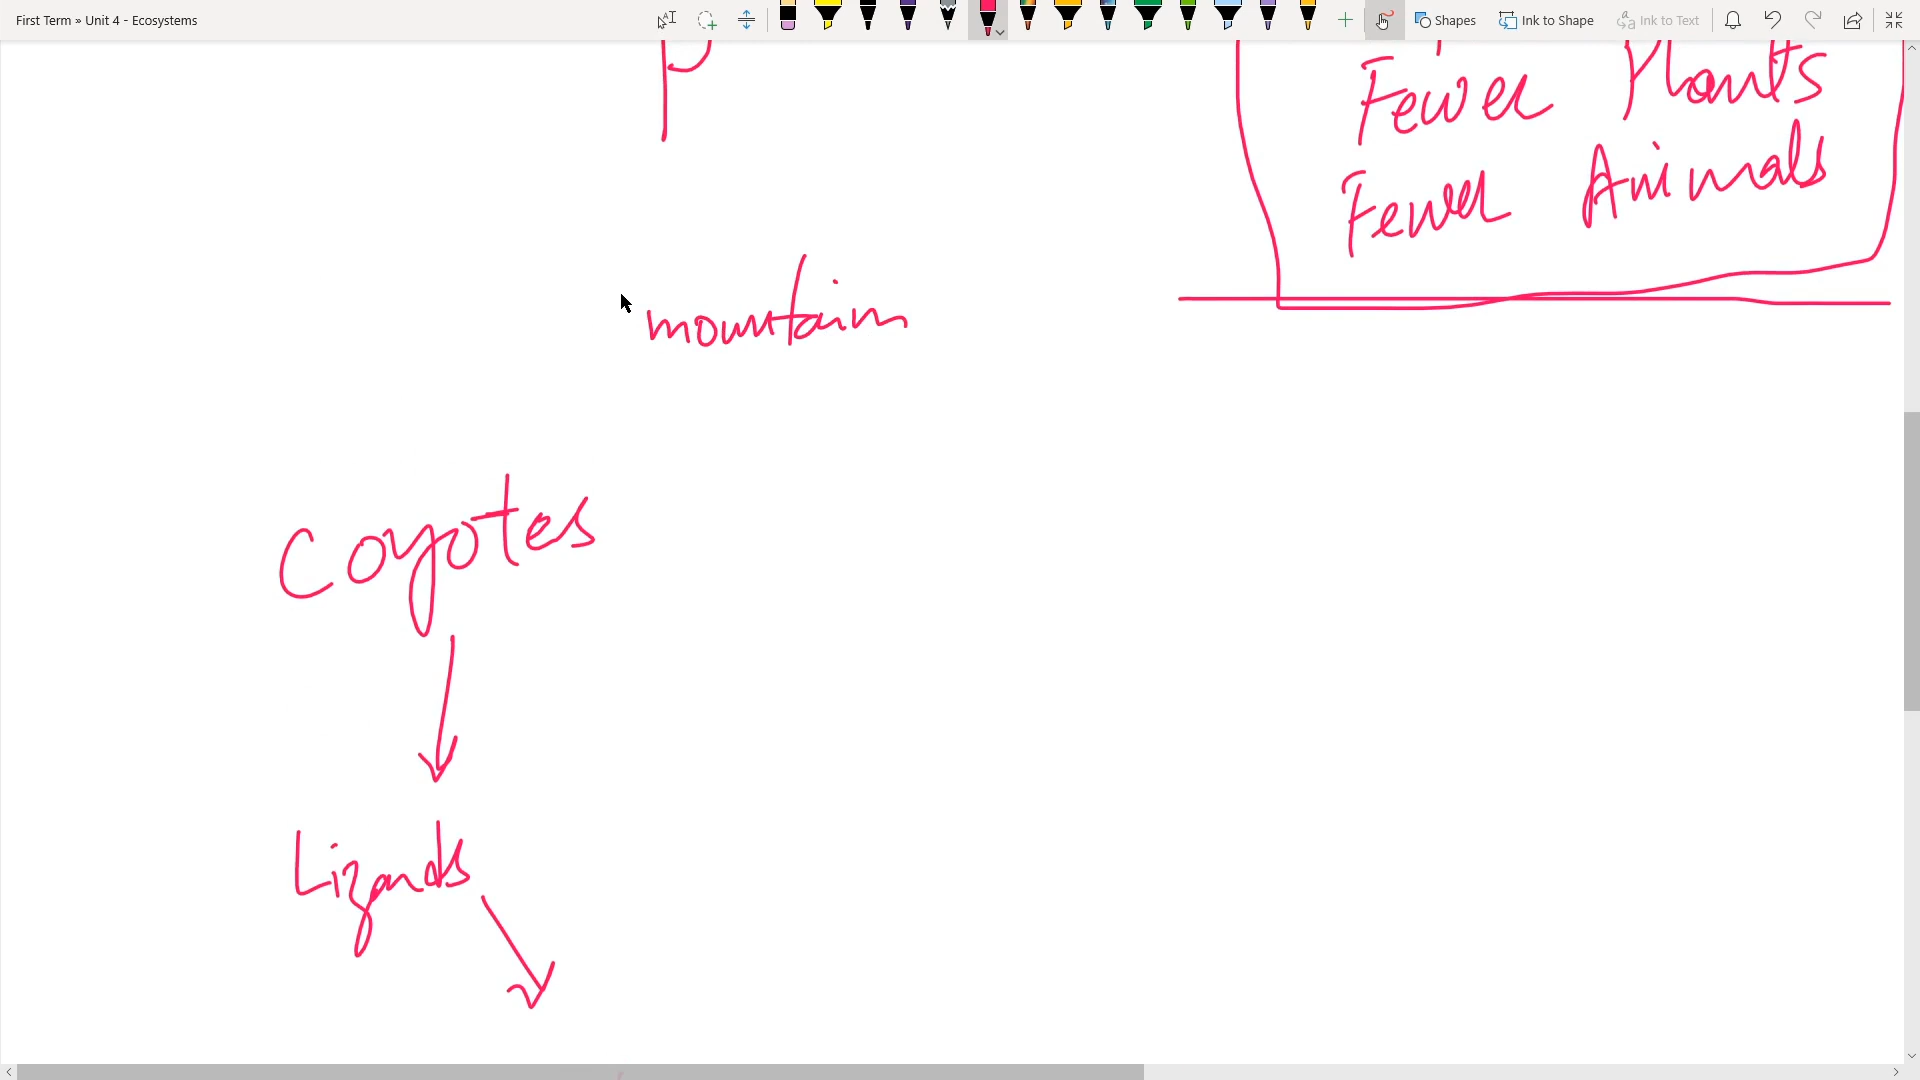 First Term » Unit 4 - Ecosystems
Shapes
Ink to Shape
Ink to Text
Fewer Plants
Fewer Animals
mountain
Coyotes
Lizards